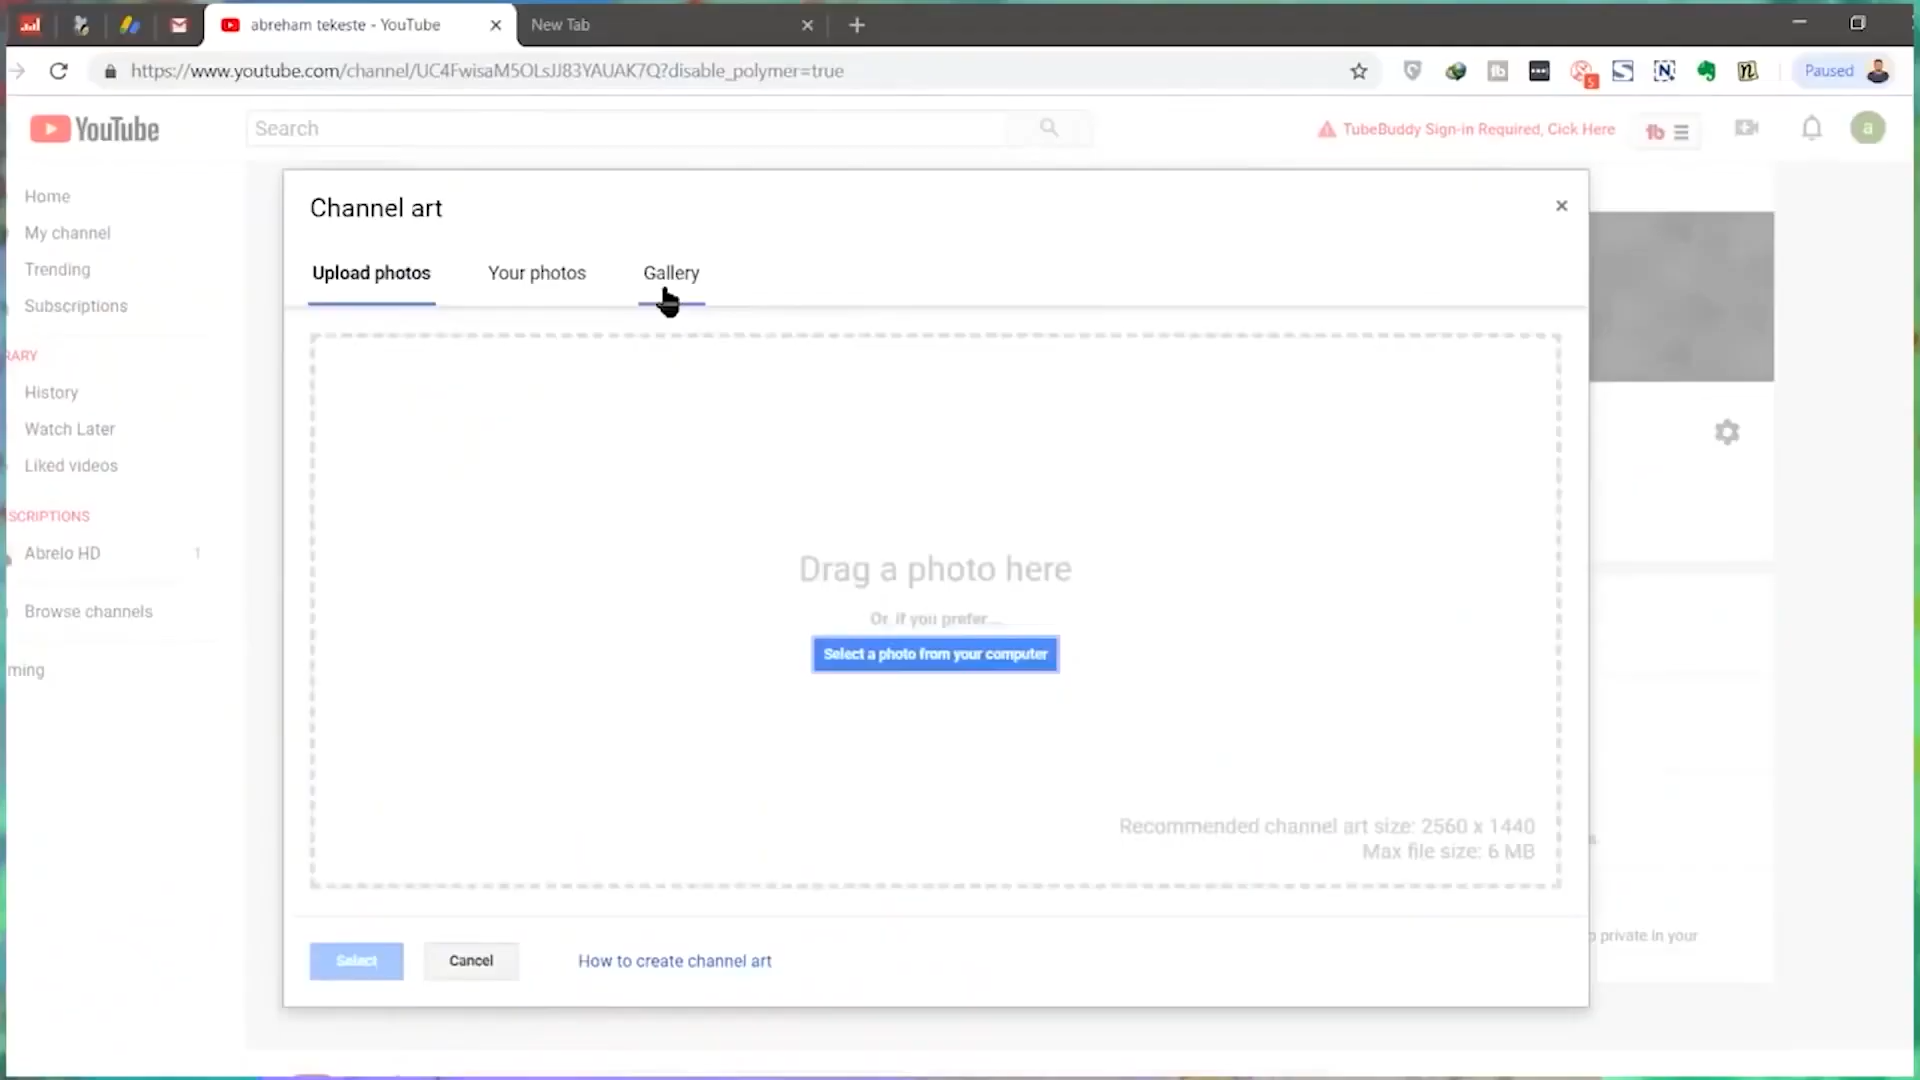 abreham tekeste - YouTube
New Tab
https://www.youtube.com/channel/UC4FwisaM5OLsJJ83YAUAK7Q?disable_polymer=true
Paused
YouTube
Search
TubeBuddy Sign-in Required, Cick Here
Home
My channel
Trending
Subscriptions
RARY
History
Watch Later
Liked videos
SCRIPTIONS
Abrelo HD 1
Browse channels
ming
Channel art
Upload photos
Your photos
Gallery
Drag a photo here
Or, if you prefer...
Select a photo from your computer
Recommended channel art size: 2560 x 1440
Max file size: 6 MB
Select
Cancel
How to create channel art
private in your